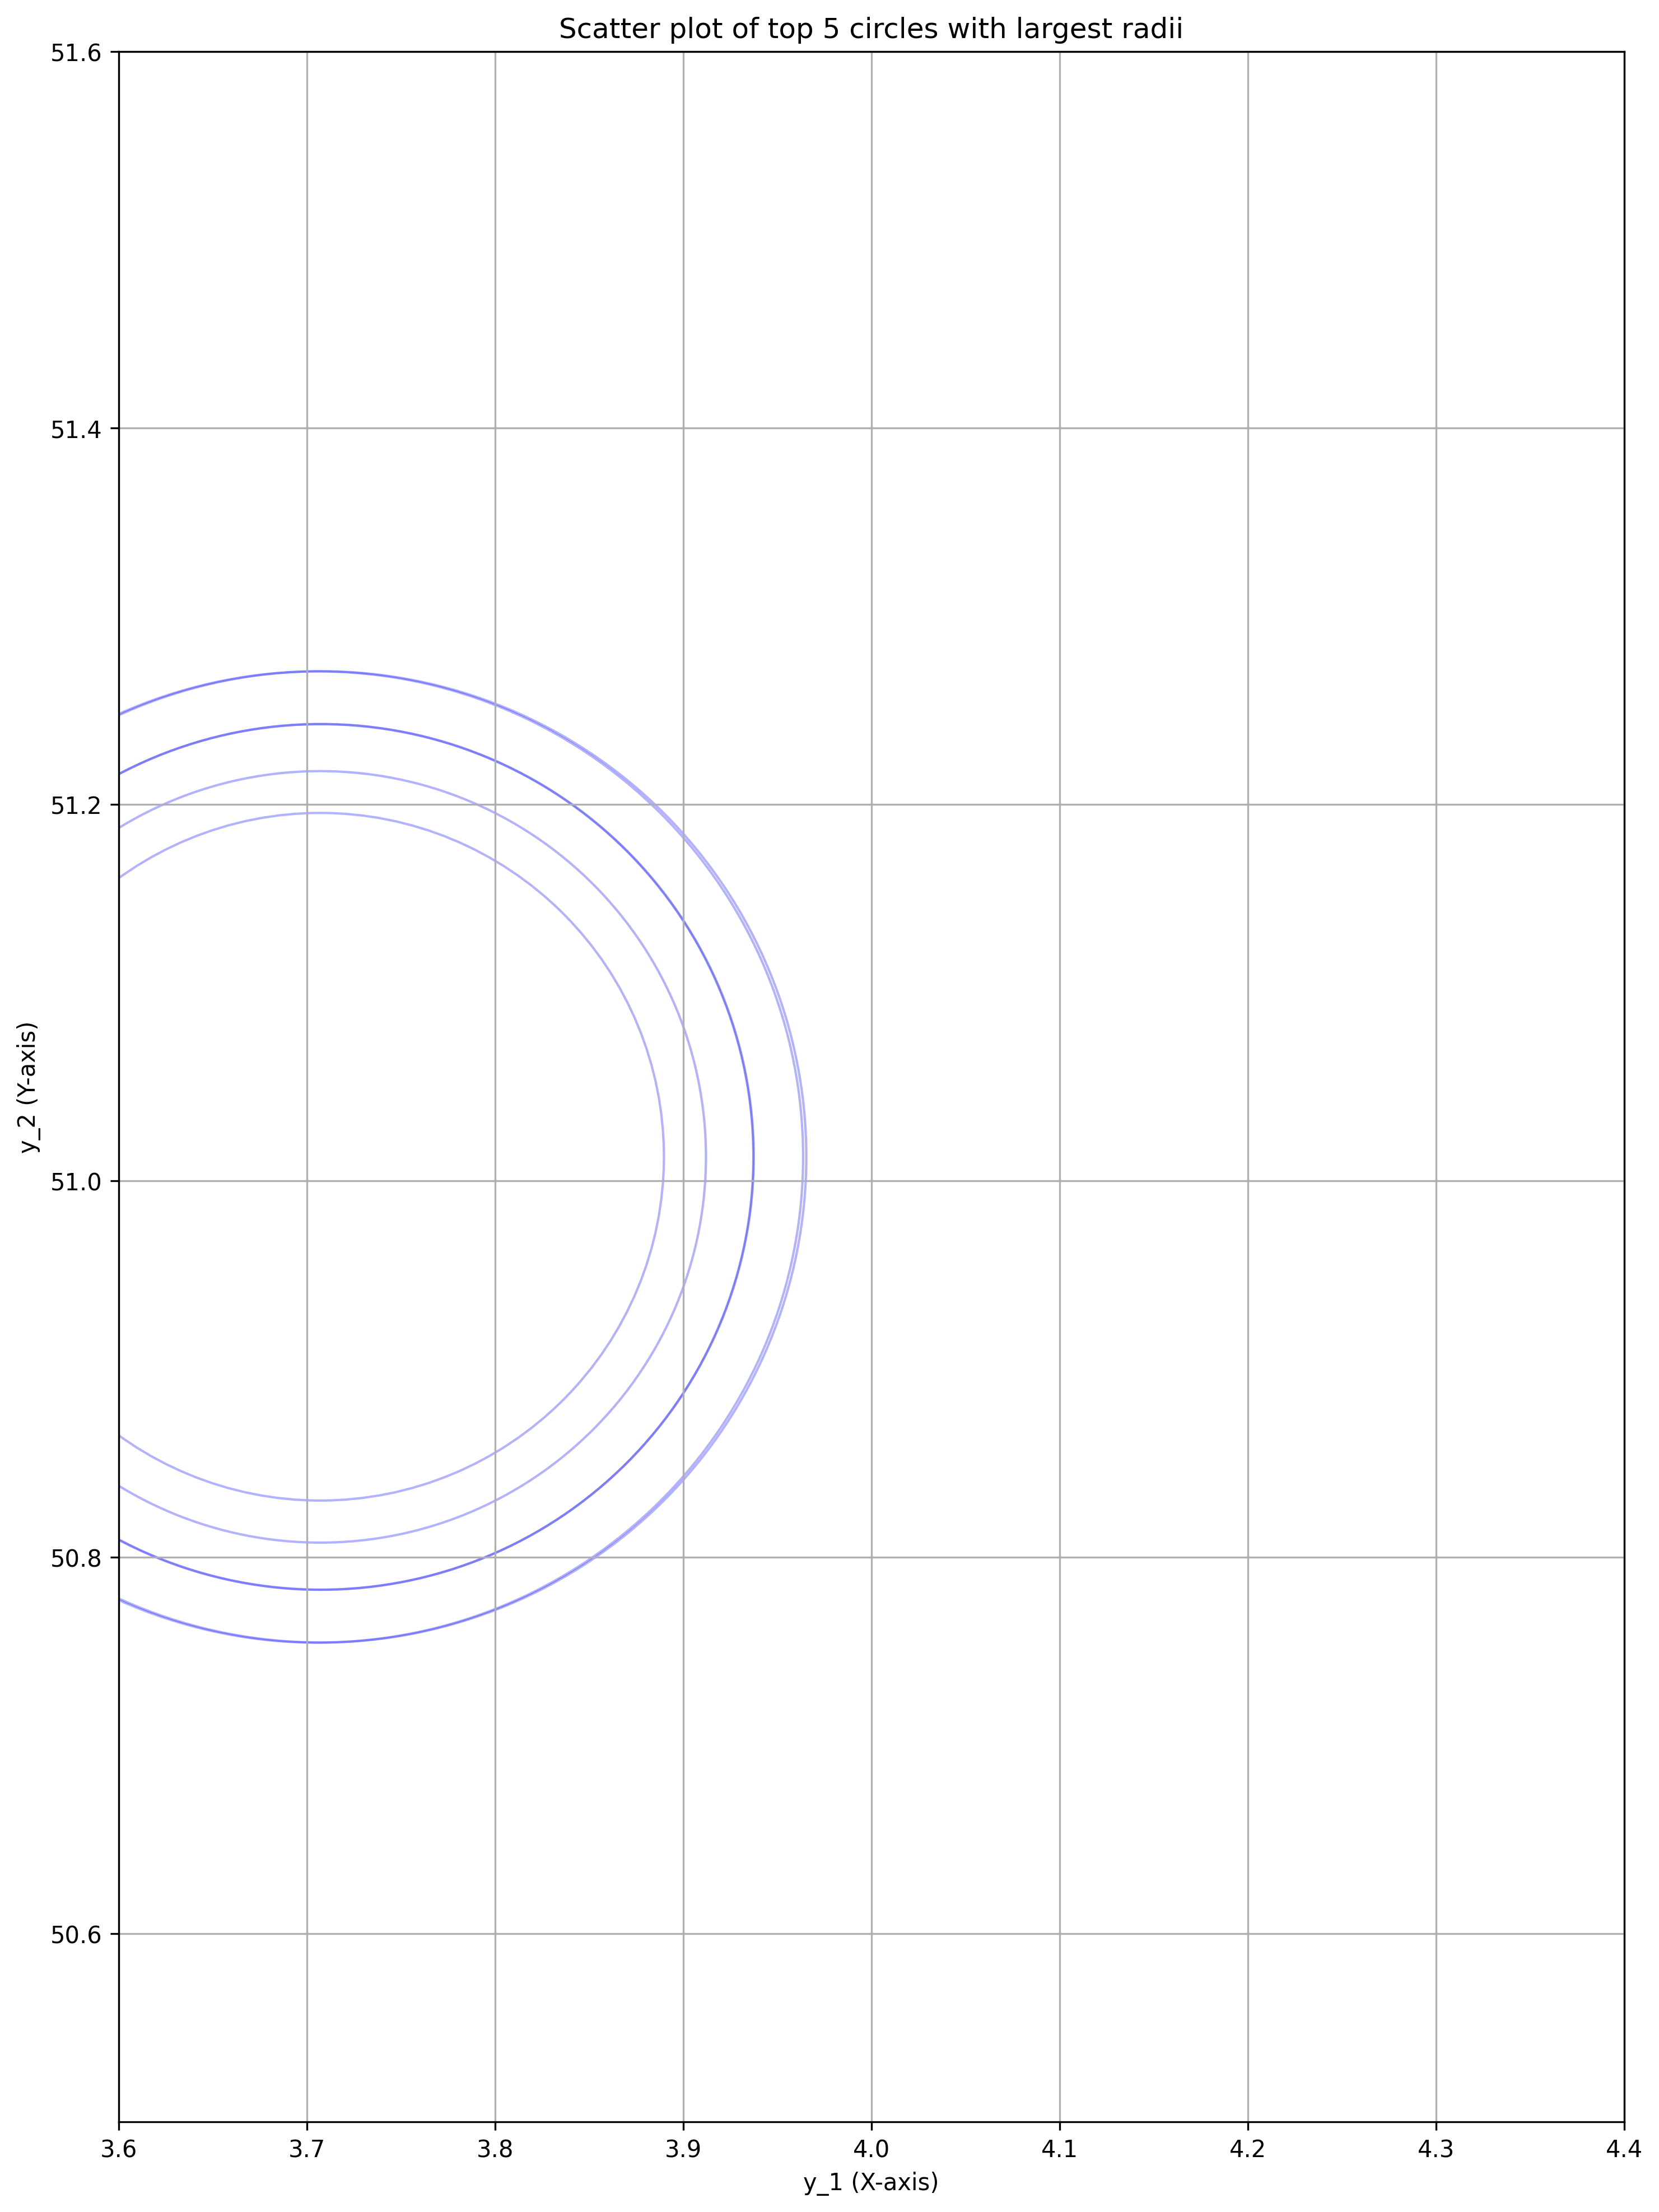 Scatter plot of top 5 circles with largest radii
51.6
51.4
51.2
51.0
50.8
50.6
y_2 (Y-axis)
3.6 3.7 3.8 3.9 4.0 4.1 4.2 4.3 4.4
y_1 (X-axis)